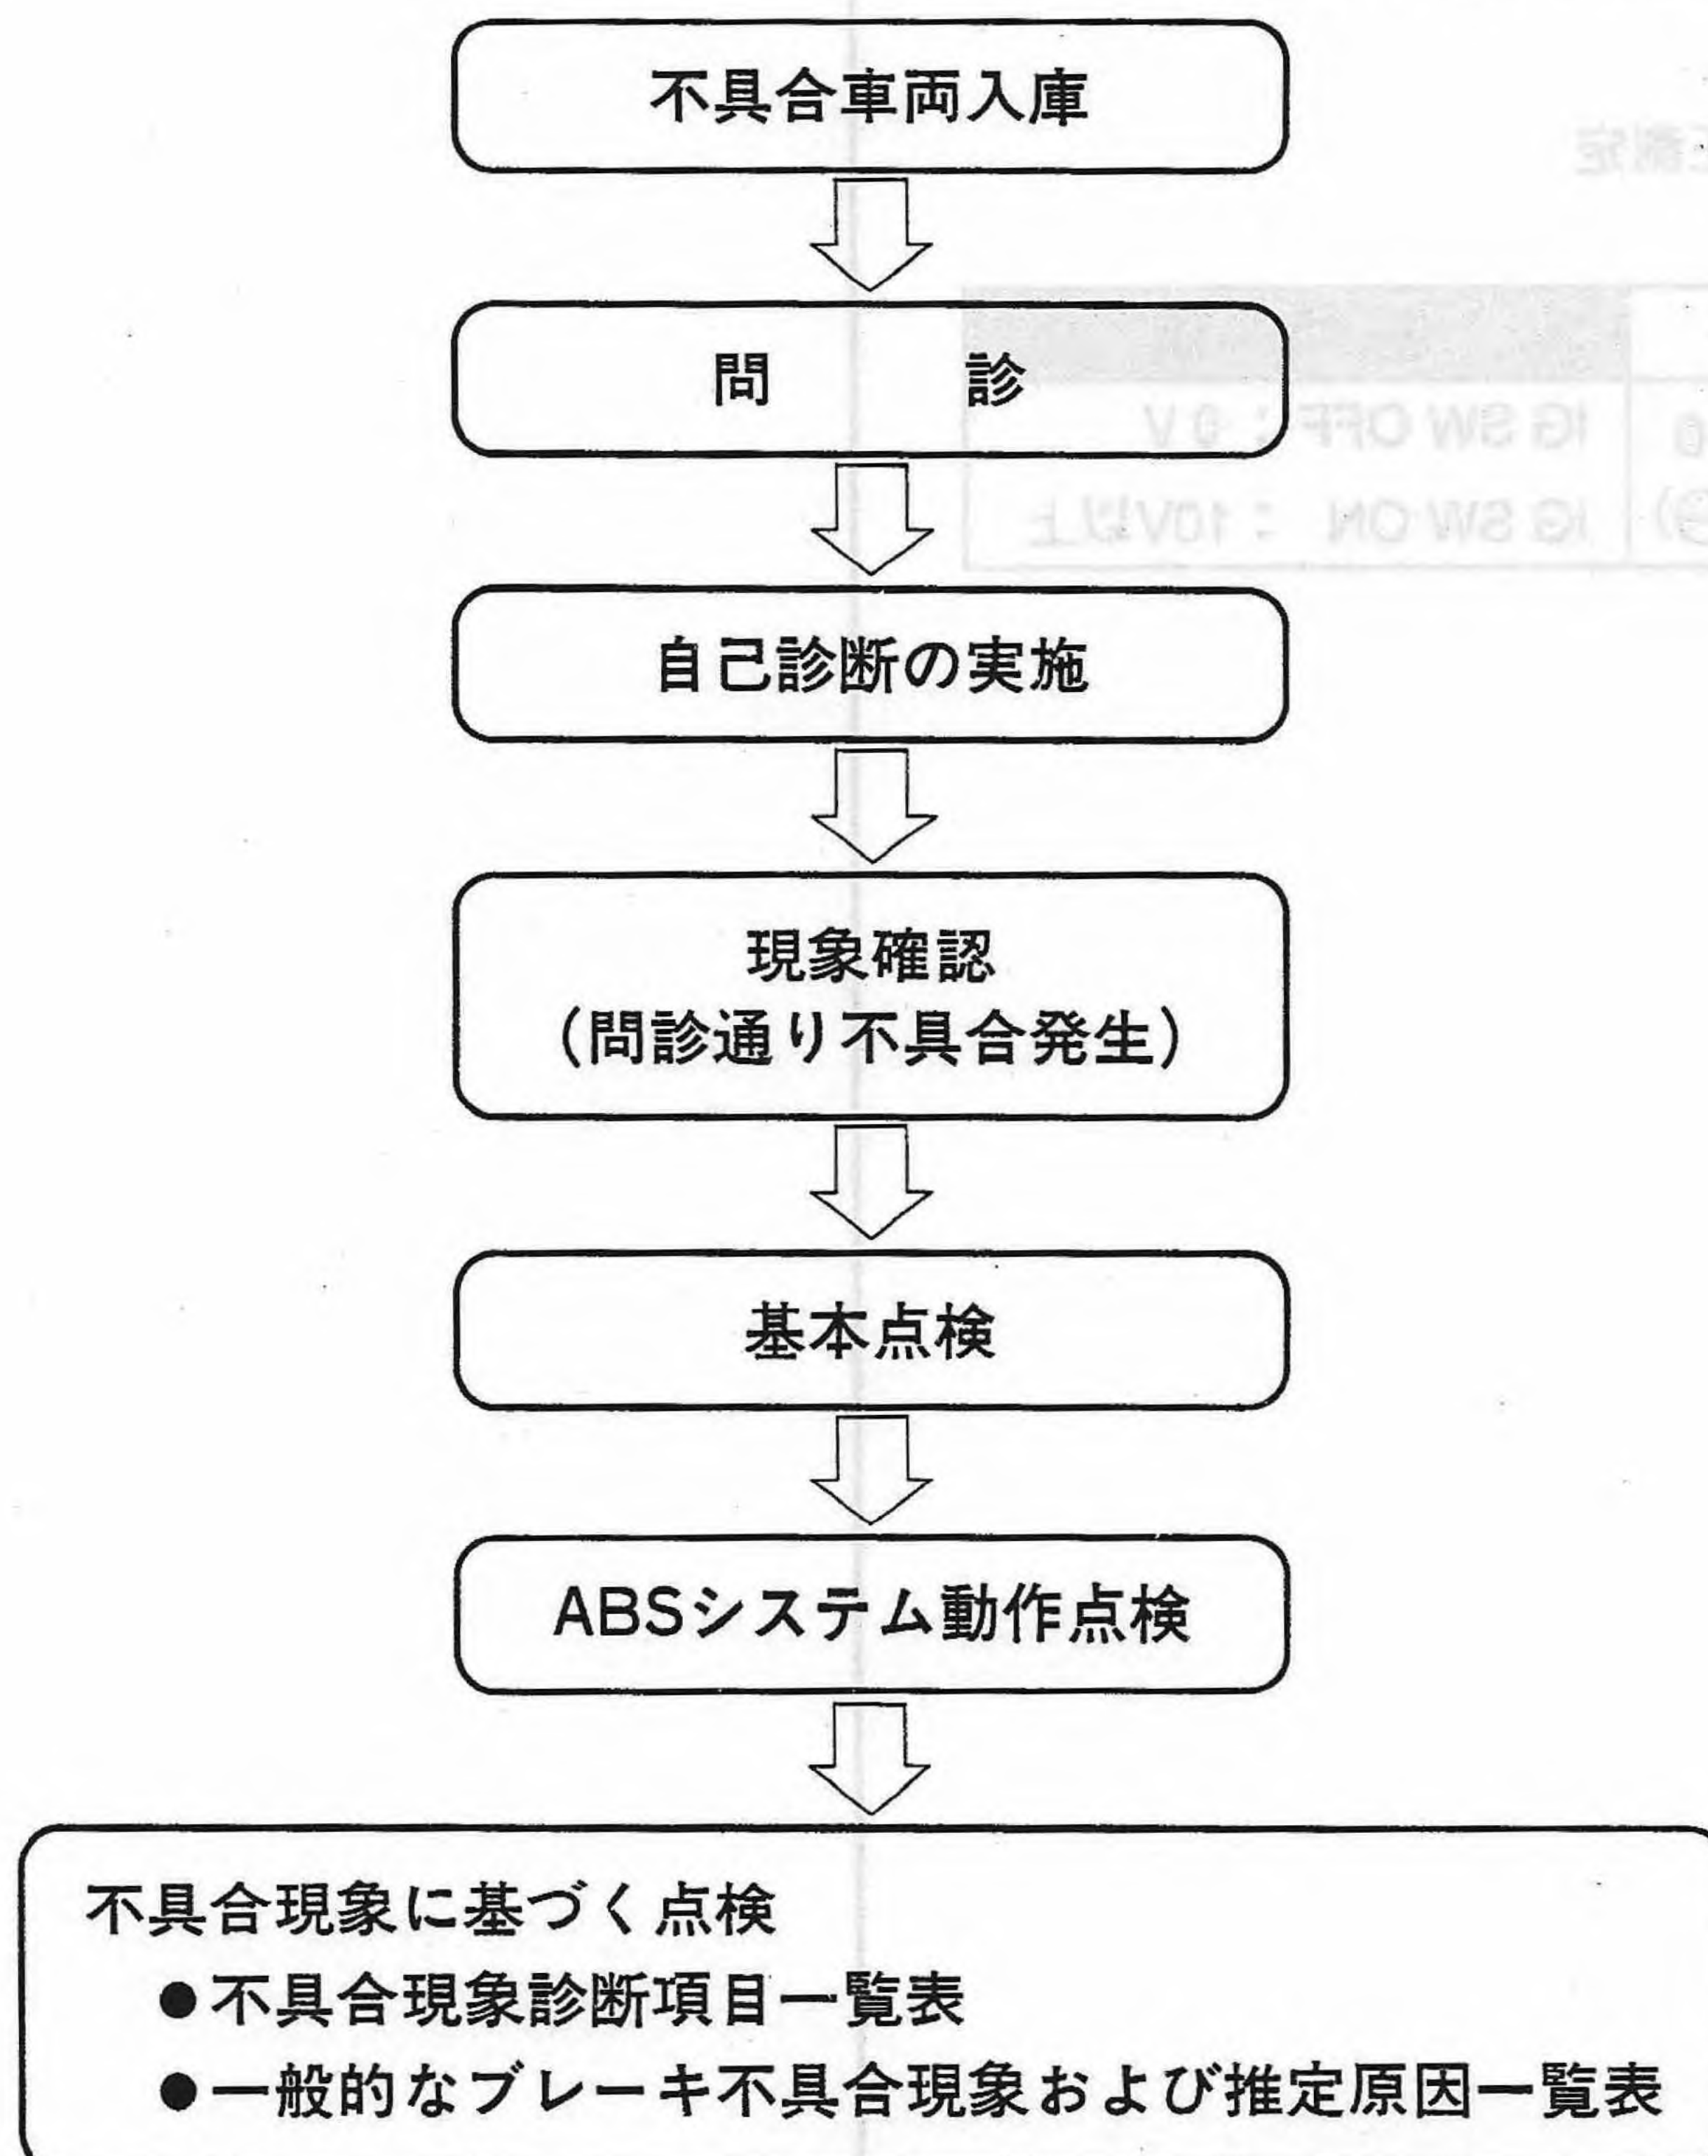 不具合車両入庫
問 診
自己診断の実施
現象確認
（問診通り不具合発生）
基本点検
ABSシステム動作点検
不具合現象に基づく点検
●不具合現象診断項目一覧表
●一般的なブレーキ不具合現象および推定原因一覧表
IG SW OFF：0V
IG SW ON ：10V以上